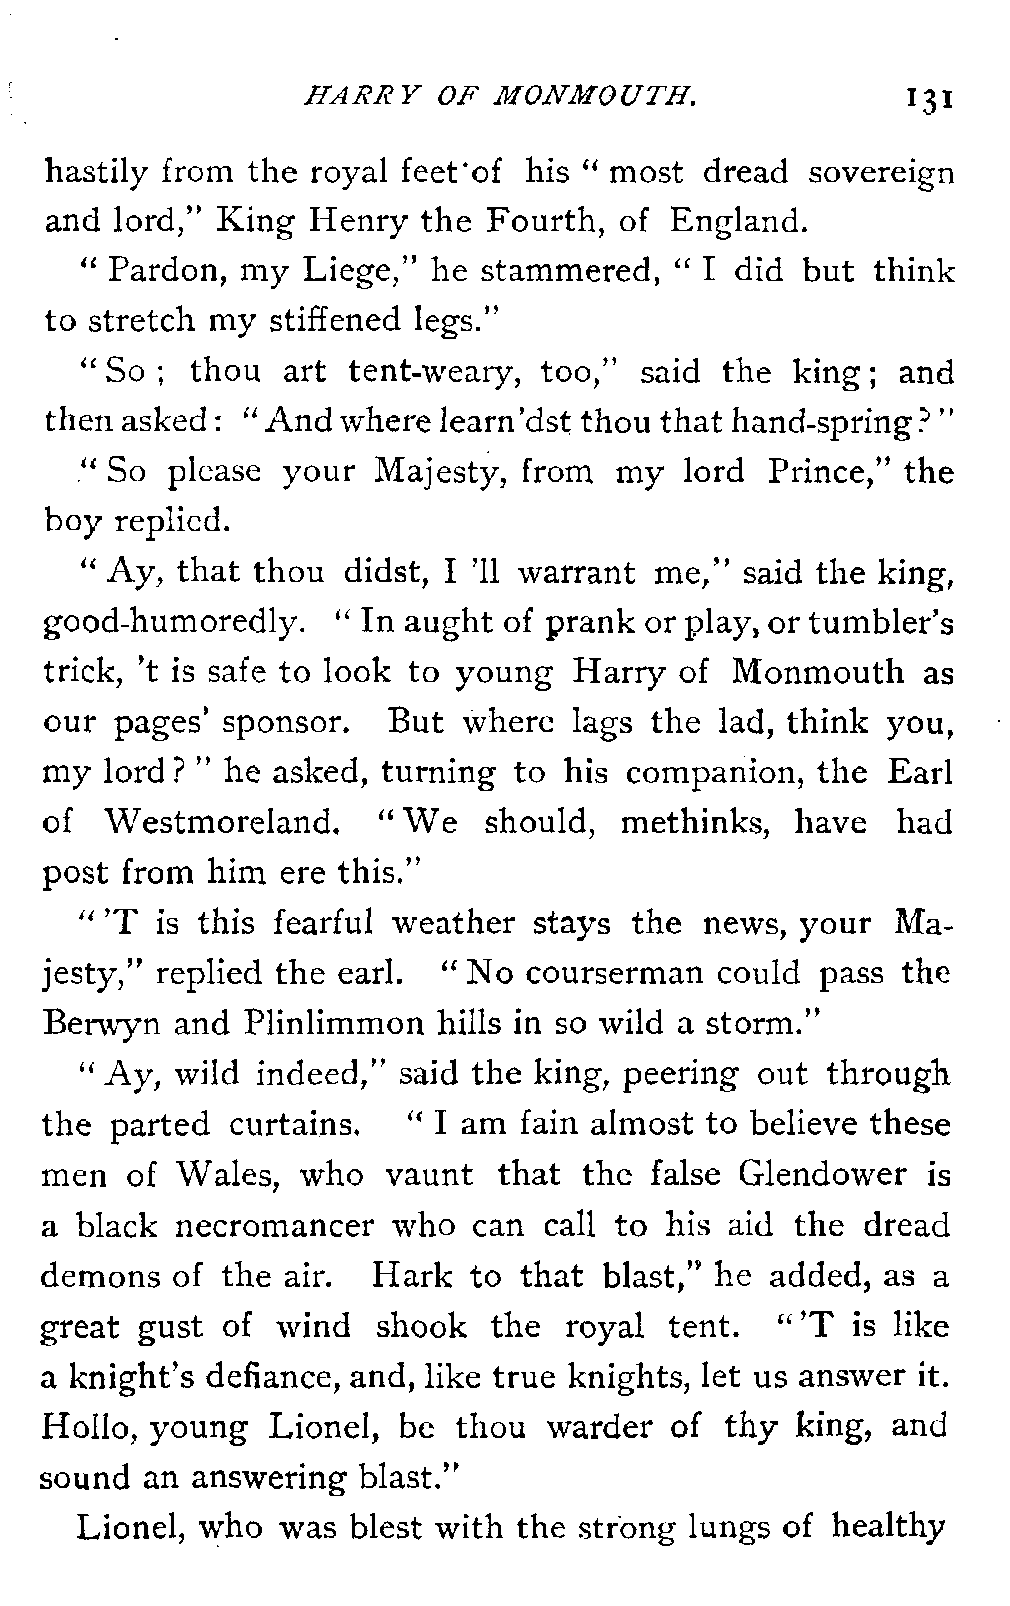 HARRY OF MONMOUTH. 131
hastily from the royal feet of his “ most dread sovereign
and lord,” King Henry the Fourth, of England.
“ Pardon, my Liege,” he stammered, “ I did but think
to stretch my stiffened legs.”
“ So ; thou art tent-weary, too,” said the king ; and
then asked : “ And where learn’dst thou that hand-spring ? ”
“ So please your Majesty, from my lord Prince,” the
boy replied.
“ Ay, that thou didst, I ’ll warrant me,” said the king,
good-humoredly. “ In aught of prank or play, or tumbler’s
trick, ’t is safe to look to young Harry of Monmouth as
our pages’ sponsor. But where lags the lad, think you,
my lord ? ” he asked, turning to his companion, the Earl
of Westmoreland. “ We should, methinks, have had
post from him ere this.”
“ ’T is this fearful weather stays the news, your Ma-
jesty,” replied the earl. “ No courserman could pass the
Berwyn and Plinlimmon hills in so wild a storm.”
“ Ay, wild indeed,” said the king, peering out through
the parted curtains. “ I am fain almost to believe these
men of Wales, who vaunt that the false Glendower is
a black necromancer who can call to his aid the dread
demons of the air. Hark to that blast,” he added, as a
great gust of wind shook the royal tent. “ ’T is like
a knight’s defiance, and, like true knights, let us answer it.
Hollo, young Lionel, be thou warder of thy king, and
sound an answering blast.”
Lionel, who was blest with the strong lungs of healthy